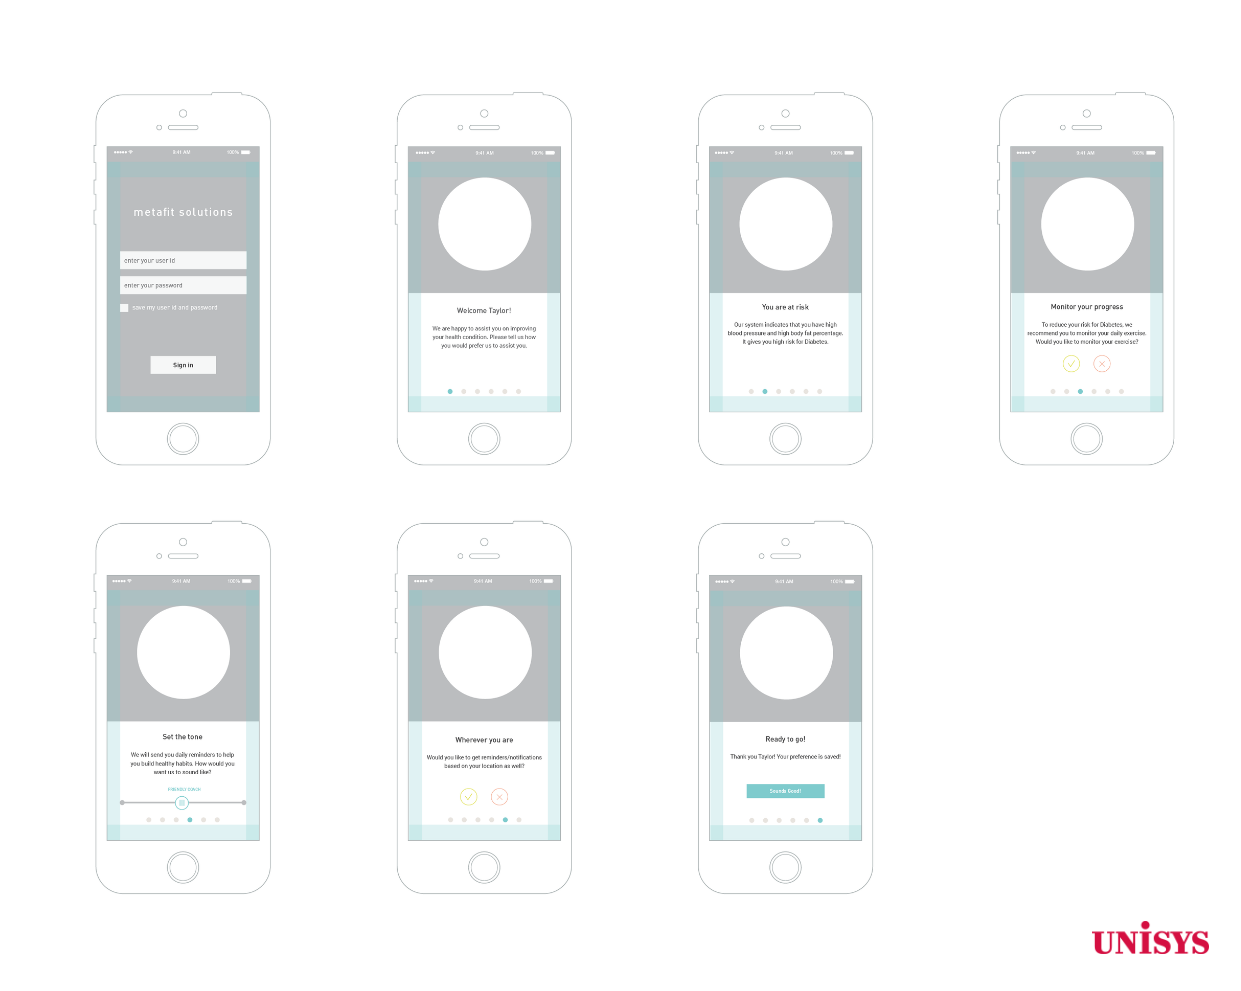 9:41 AM 100%
metafit solutions
enter your user id
enter your password
save my user id and password
Sign in
9:41 AM 100%
Welcome Taylor!
We are happy to assist you on improving
your health condition. Please tell us how
you would prefer us to assist you.
9:41 AM 100%
You are at risk
Our system indicates that you have high
blood pressure and high body fat percentage.
It gives you high risk for Diabetes.
9:41 AM 100%
Monitor your progress
To reduce your risk for Diabetes, we
recommend you to monitor your daily exercise.
Would you like to monitor your exercise?
9:41 AM 100%
Set the tone
We will send you daily reminders to help
you build healthy habits. How would you
want us to sound like?
9:41 AM 100%
Wherever you are
Would you like to get reminders/notifications
based on your location as well?
9:41 AM 100%
Ready to go!
Thank you Taylor! Your preference is saved!
Sounds Good!
UNiSYS